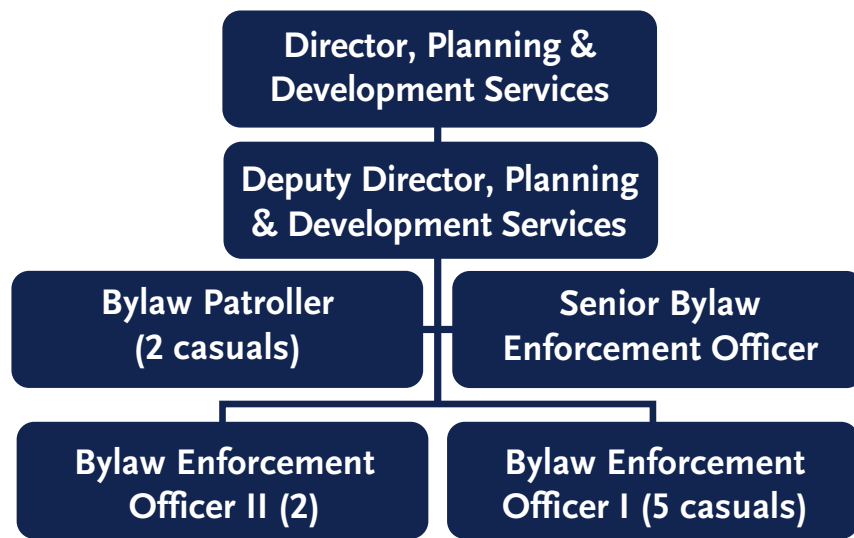 Director, Planning &
Development Services
Deputy Director, Planning
& Development Services
Bylaw Patroller
(2 casuals)
Senior Bylaw
Enforcement Officer
Bylaw Enforcement
Officer II (2)
Bylaw Enforcement
Officer I (5 casuals)